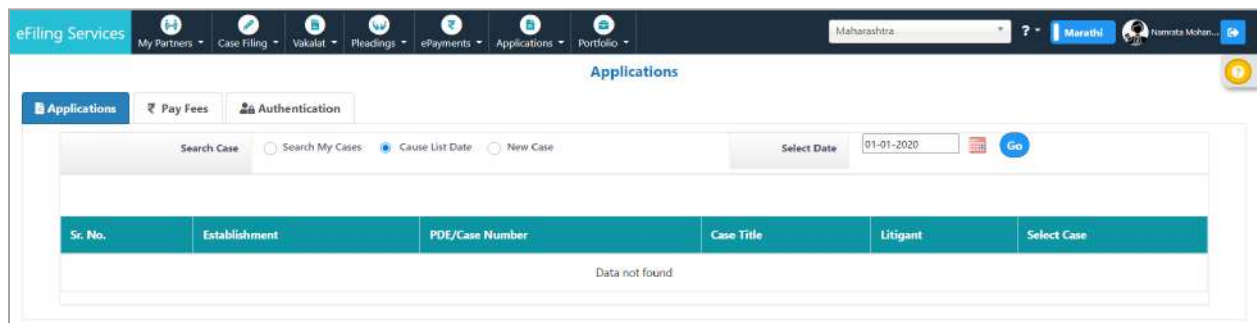 eFiling Services
My Partners Case Filing Vakalat Pleadings ePayments Applications Portfolio
Maharashtra
? Marathi Namrata Mohan...
Applications
Applications ₹ Pay Fees Authentication
Search Case Search My Cases Cause List Date New Case Select Date 01-01-2020 Go
Sr. No. Establishment PDE/Case Number Case Title Litigant Select Case
Data not found